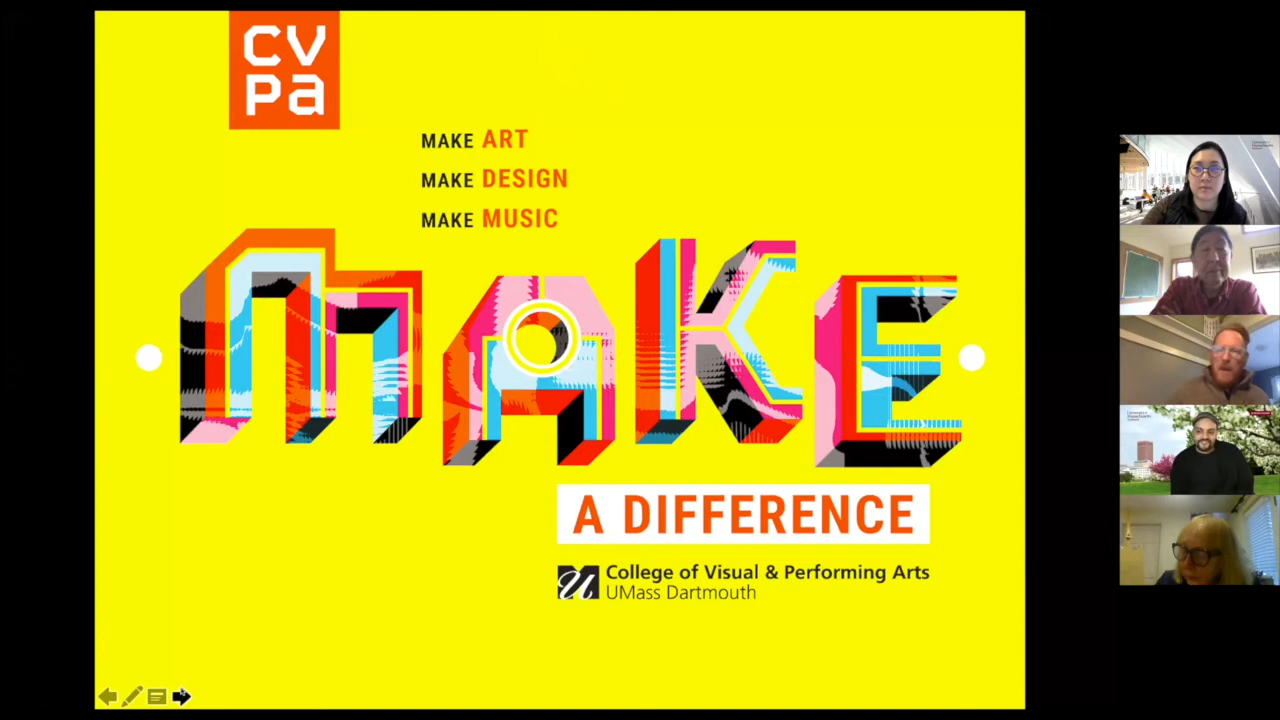 CV
Pa
MAKE ART
MAKE DESIGN
MAKE MUSIC
MAKE
A DIFFERENCE
College of Visual & Performing Arts
UMass Dartmouth